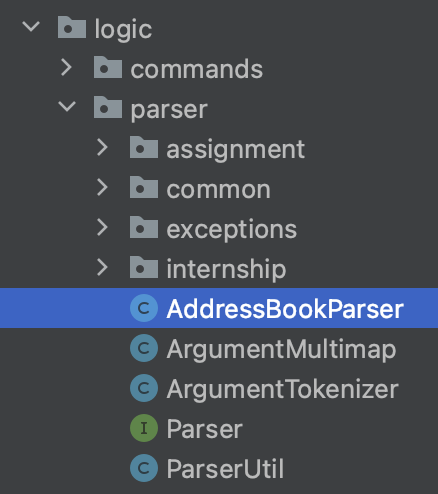 logic
commands
parser
assignment
common
exceptions
internship
C AddressBookParser
C ArgumentMultimap
C ArgumentTokenizer
I Parser
C ParserUtil